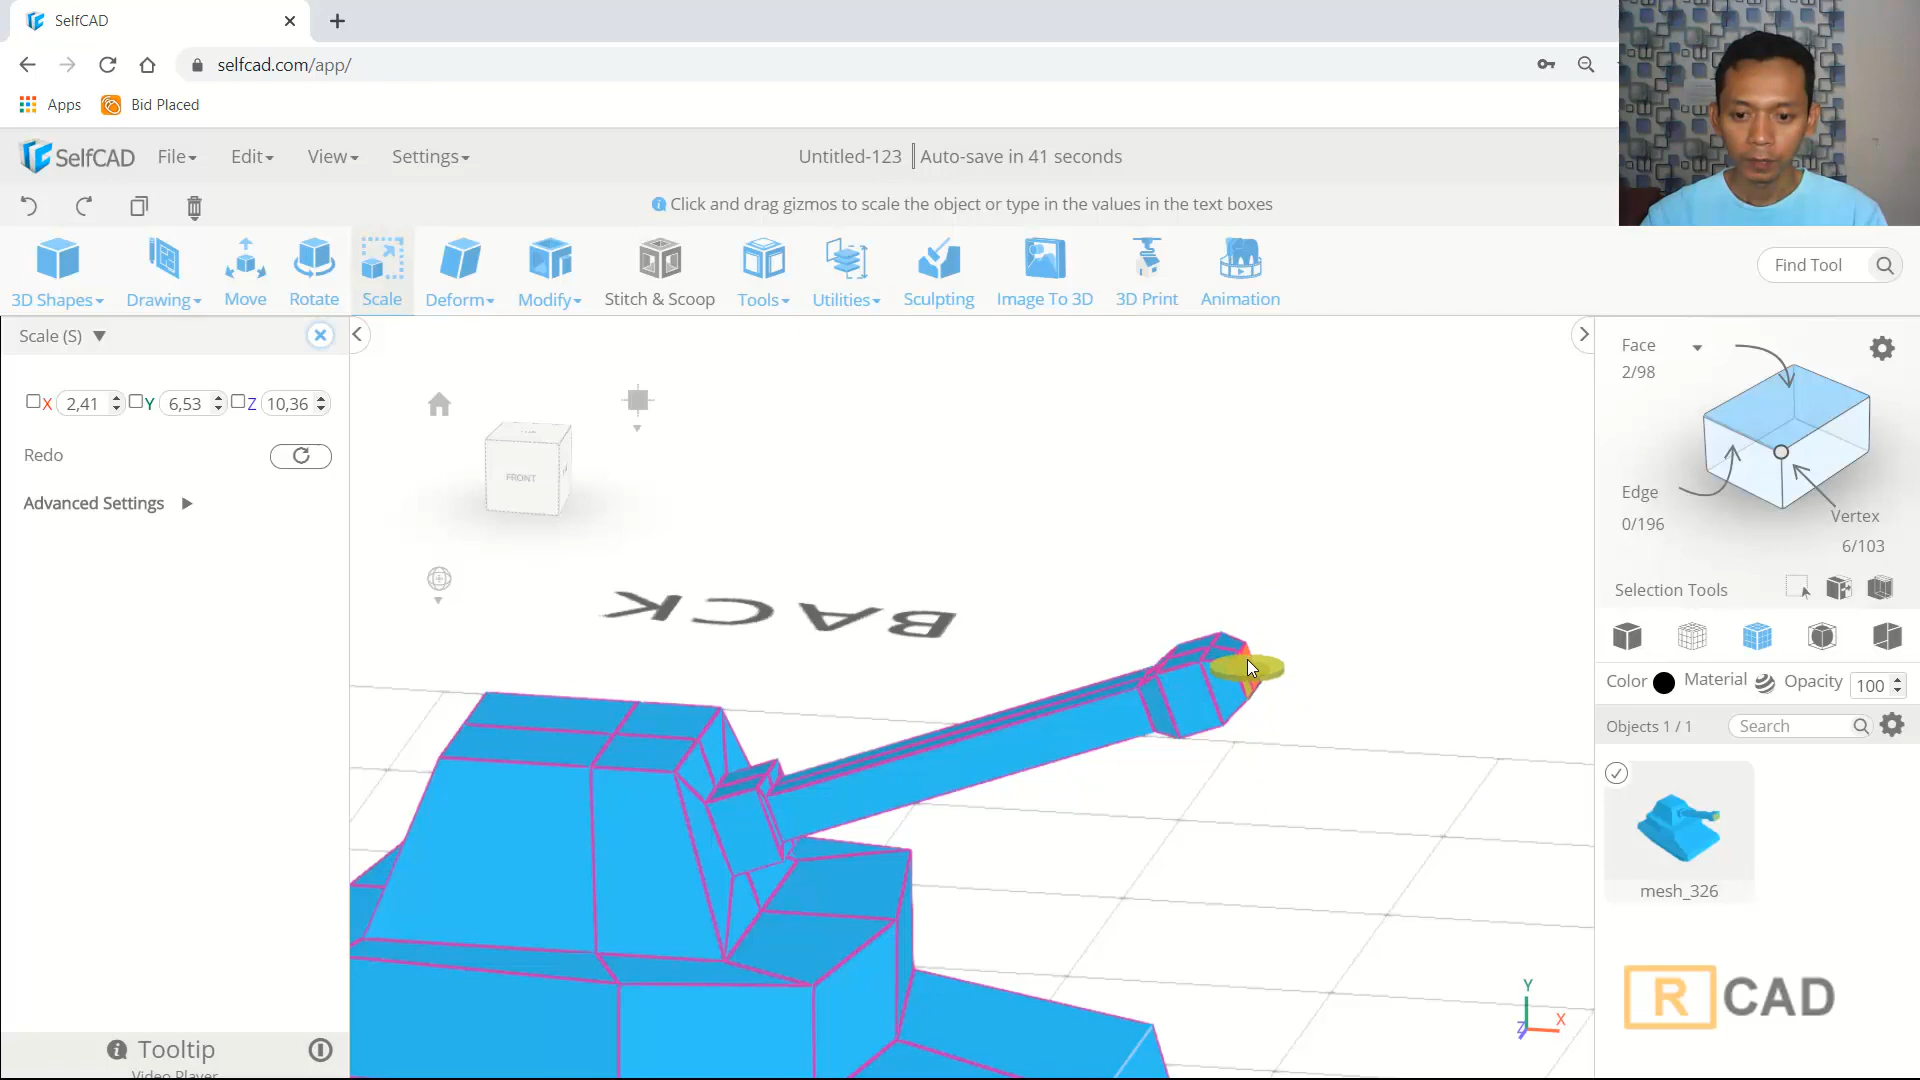 SelfCAD
selfcad.com/app/
Apps
Bid Placed
SelfCAD
File
Edit
View
Settings
Untitled-123
Auto-save in 41 seconds
Click and drag gizmos to scale the object or type in the values in the text boxes
3D Shapes
Drawing
Move
Rotate
Scale
Deform
Modify
Stitch & Scoop
Tools
Utilities
Sculpting
Image To 3D
3D Print
Animation
Find Tool
Scale (S)
X 2,41 Y 6,53 Z 10,36
Redo
Advanced Settings
FRONT
BACK
Face
2/98
Edge
0/196
Vertex
6/103
Selection Tools
Color
Material
Opacity
100
Objects 1 / 1
Search
mesh_326
Y
Z
X
R CAD
Tooltip
Video Player